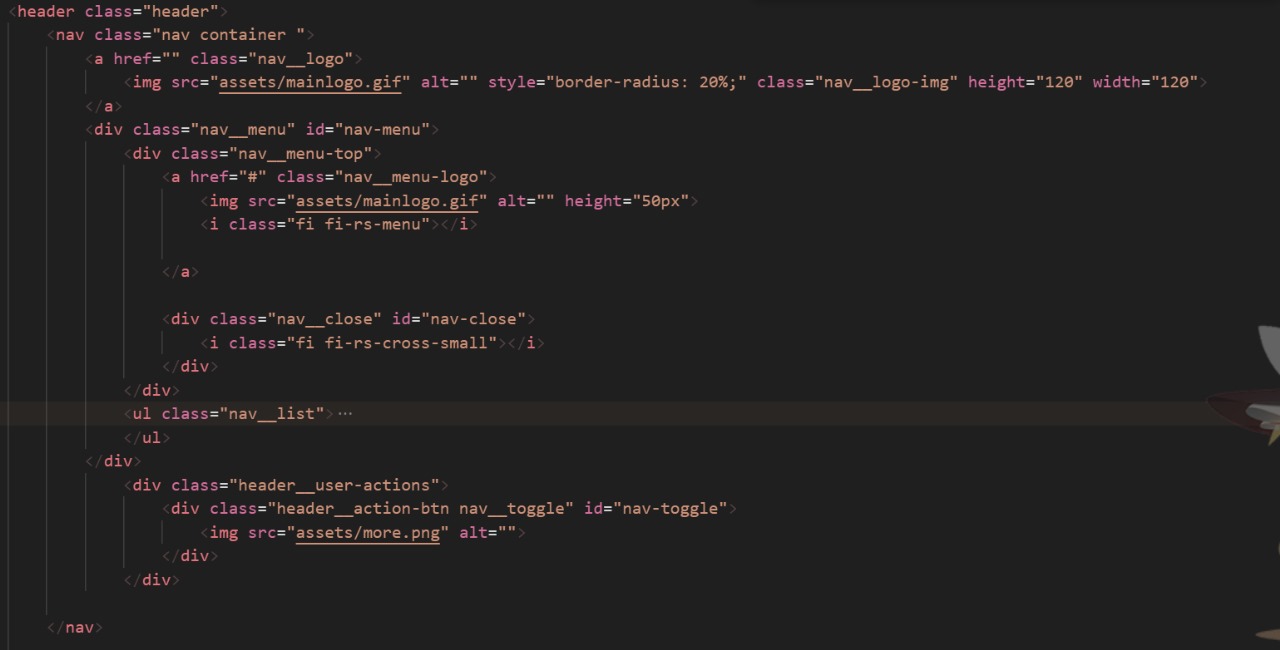 <header class="header">
<nav class="nav container ">
<a href="" class="nav__logo">
<img src="assets/mainlogo.gif" alt="" style="border-radius: 20%;" class="nav__logo-img" height="120" width="120">
</a>
<div class="nav__menu" id="nav-menu">
<div class="nav__menu-top">
<a href="#" class="nav__menu-logo">
<img src="assets/mainlogo.gif" alt="" height="50px">
<i class="fi fi-rs-menu"></i>
</a>
<div class="nav__close" id="nav-close">
<i class="fi fi-rs-cross-small"></i>
</div>
</div>
<ul class="nav__list"> ···
</ul>
</div>
<div class="header__user-actions">
<div class="header__action-btn nav__toggle" id="nav-toggle">
<img src="assets/more.png" alt="">
</div>
</div>
</nav>